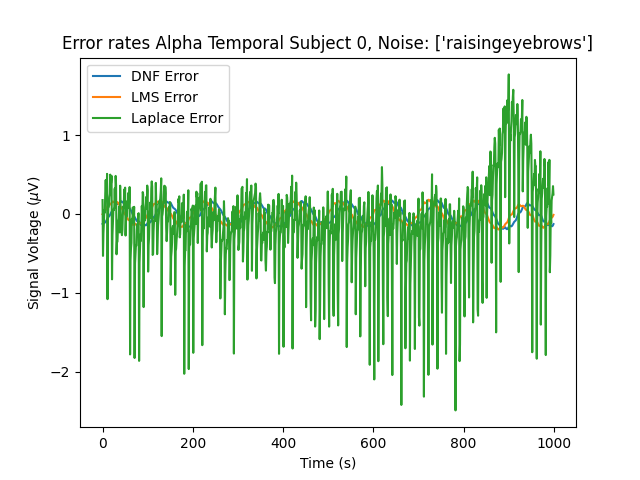 Error rates Alpha Temporal Subject 0, Noise: ['raisingeyebrows']
DNF Error
LMS Error
Laplace Error
Signal Voltage (μV)
1
0
−1
−2
0
200
400
600
800
1000
Time (s)